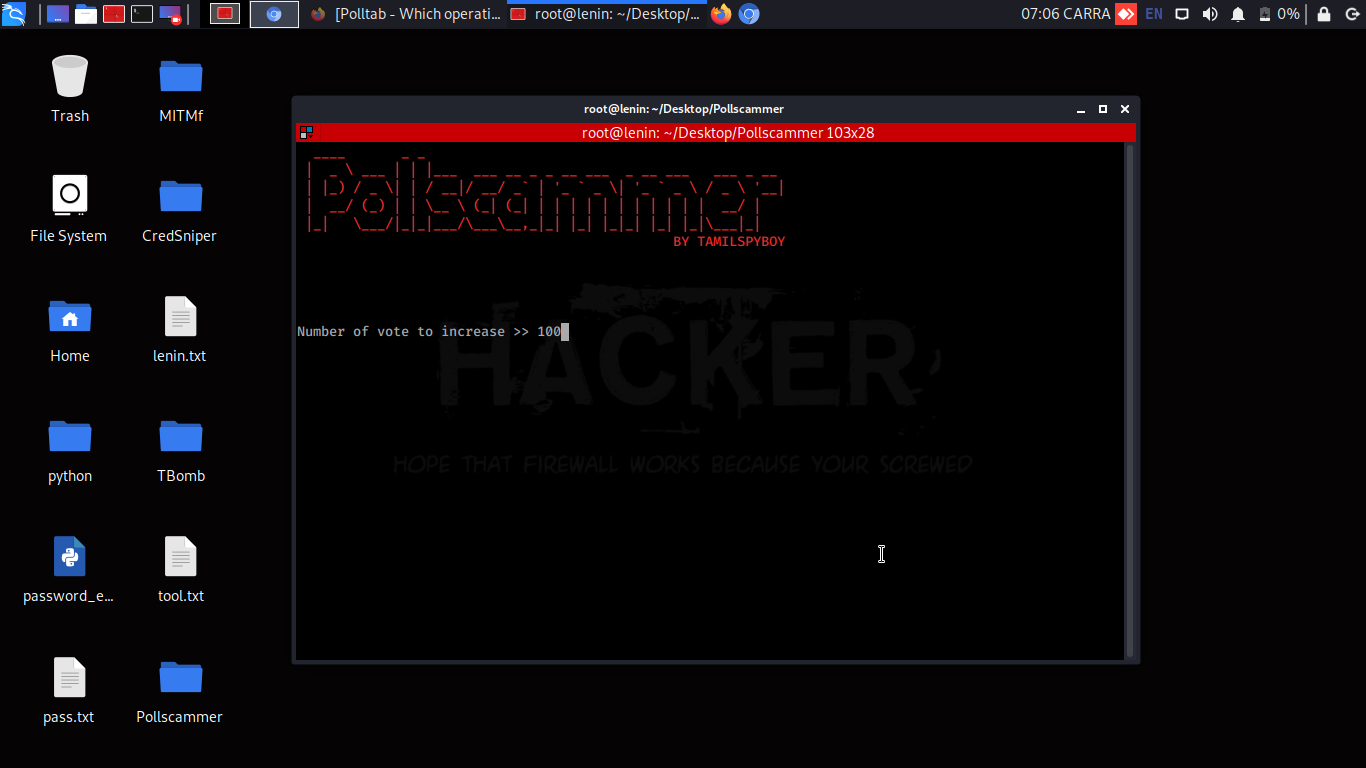 [Polltab - Which operati...
root@lenin: ~/Desktop/...
07:06 CARRA
EN
0%
Trash
MITMf
File System
CredSniper
Home
lenin.txt
python
TBomb
password_e...
tool.txt
pass.txt
Pollscammer
root@lenin: ~/Desktop/Pollscammer
root@lenin: ~/Desktop/Pollscammer 103x28
Pollscammer
BY TAMILSPYBOY
Number of vote to increase >> 100
HACKER
HOPE THAT FIREWALL WORKS BECAUSE YOUR SCREWED